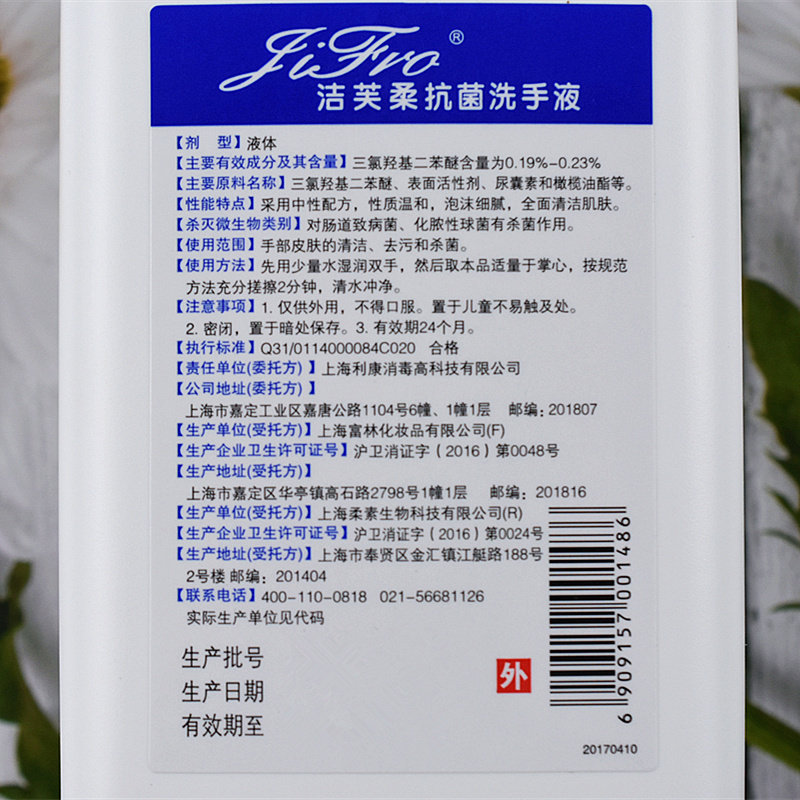 JiFro®
洁芙柔抗菌洗手液
【剂 型】液体
【主要有效成分及其含量】三氯羟基二苯醚含量为0.19%-0.23%
【主要原料名称】三氯羟基二苯醚、表面活性剂、尿囊素和橄榄油酯等。
【性能特点】采用中性配方，性质温和，泡沫细腻，全面清洁肌肤。
【杀灭微生物类别】对肠道致病菌、化脓性球菌有杀菌作用。
【使用范围】手部皮肤的清洁、去污和杀菌。
【使用方法】先用少量水湿润双手，然后取本品适量于掌心，按规范
方法充分搓擦2分钟，清水冲净。
【注意事项】1. 仅供外用，不得口服。置于儿童不易触及处。
2. 密闭，置于暗处保存。3. 有效期24个月。
【执行标准】Q31/0114000084C020 合格
【责任单位(委托方) 】上海利康消毒高科技有限公司
【公司地址(委托方) 】
上海市嘉定工业区嘉唐公路1104号6幢、1幢1层 邮编: 201807
【生产单位(受托方) 】上海富林化妆品有限公司(F)
【生产企业卫生许可证号】沪卫消证字（2016）第0048号
【生产地址(受托方)】
上海市嘉定区华亭镇高石路2798号1幢1层 邮编: 201816
【生产单位(受托方) 】上海柔素生物科技有限公司(R)
【生产企业卫生许可证号】沪卫消证字（2016）第0024号
【生产地址(受托方) 】上海市奉贤区金汇镇江艇路188号
2号楼 邮编: 201404
【联系电话】400-110-0818 021-56681126
实际生产单位见代码
生产批号
生产日期
有效期至
外
6 909157 001486
20170410